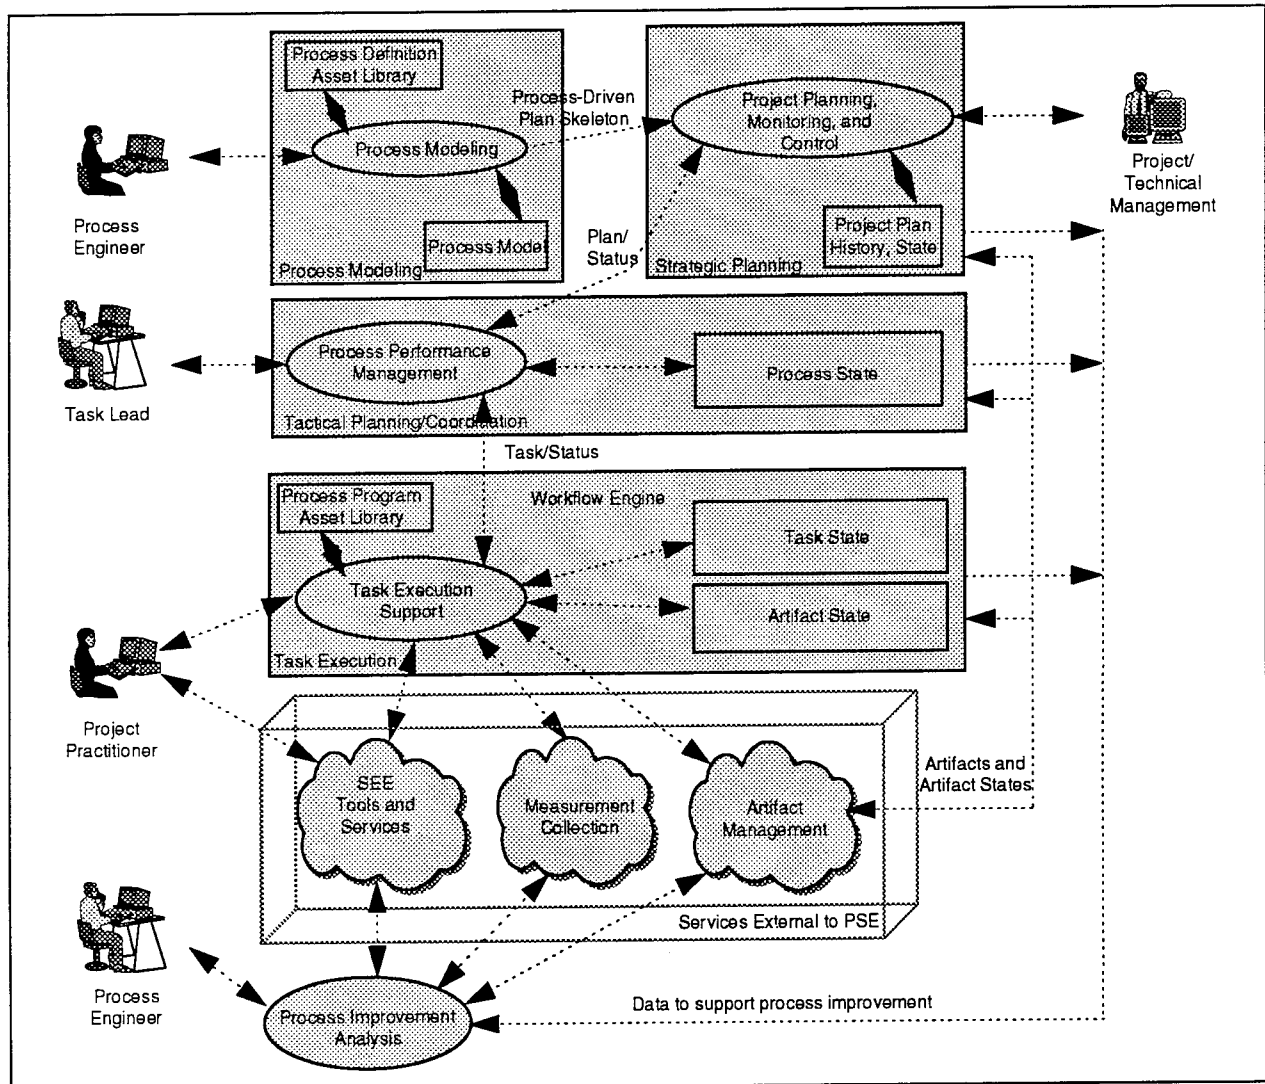 Process Definition
Asset Library
Process-Driven
Plan Skeleton
Process Modeling
Process Model
Process Modeling
Project Planning,
Monitoring, and
Control
Project Plan
History, State
Strategic Planning
Project/
Technical
Management
Process
Engineer
Plan/
Status
Process Performance
Management
Process State
Tactical Planning/Coordination
Task Lead
Task/Status
Process Program
Asset Library
Workflow Engine
Task State
Task Execution
Support
Artifact State
Task Execution
Project
Practitioner
SEE
Tools and
Services
Measurement
Collection
Artifact
Management
Artifacts and
Artifact States
Services External to PSE
Process
Engineer
Process Improvement
Analysis
Data to support process improvement